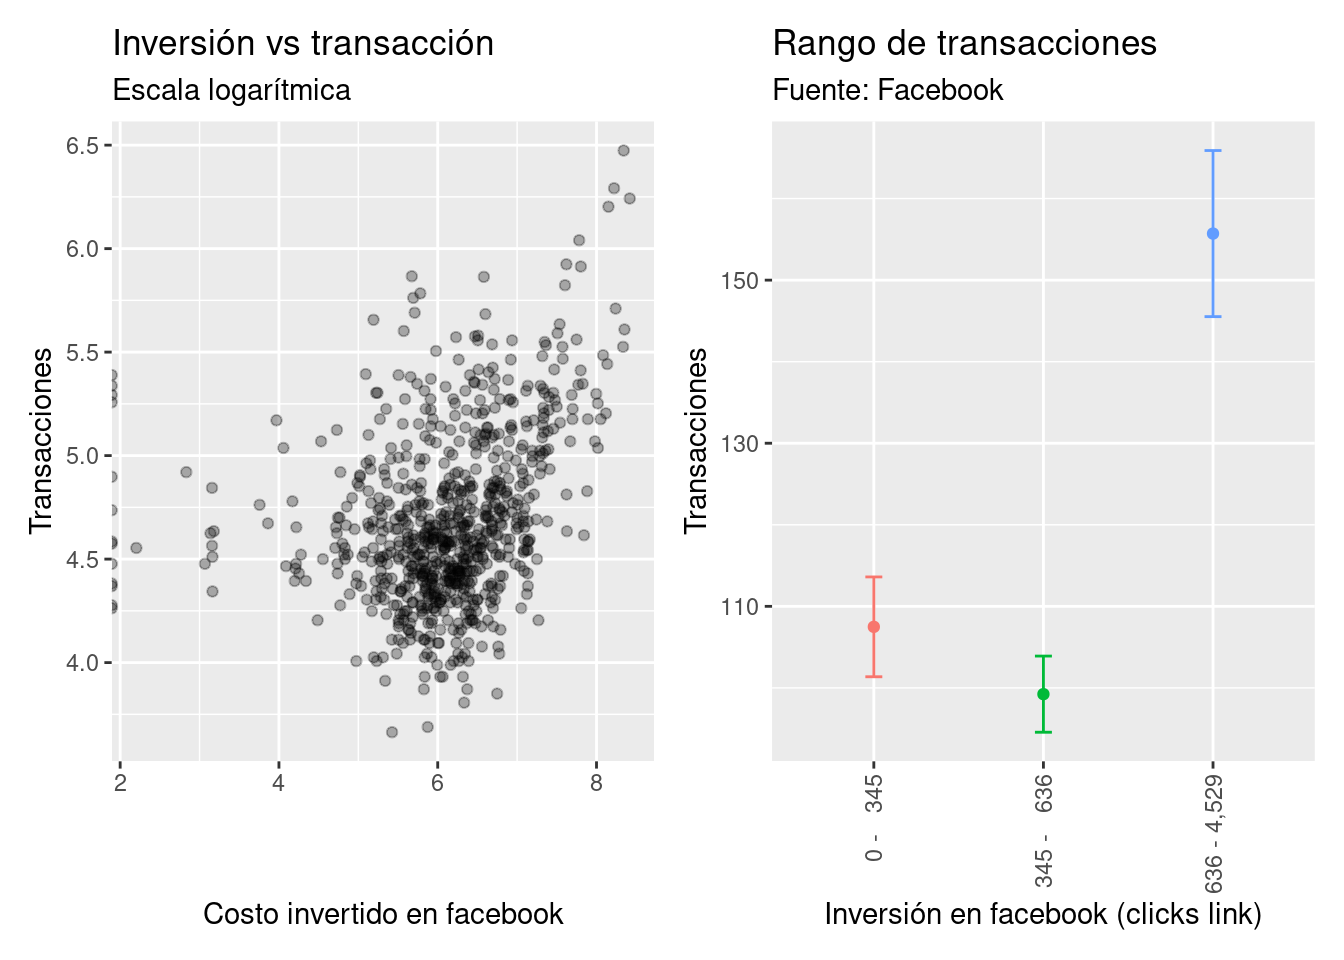 Inversión vs transacción
Escala logarítmica
Transacciones
6.5
6.0
5.5
5.0
4.5
4.0
2 4 6 8
Costo invertido en facebook
Rango de transacciones
Fuente: Facebook
Transacciones
150
130
110
0 - 345
345 - 636
636 - 4,529
Inversión en facebook (clicks link)